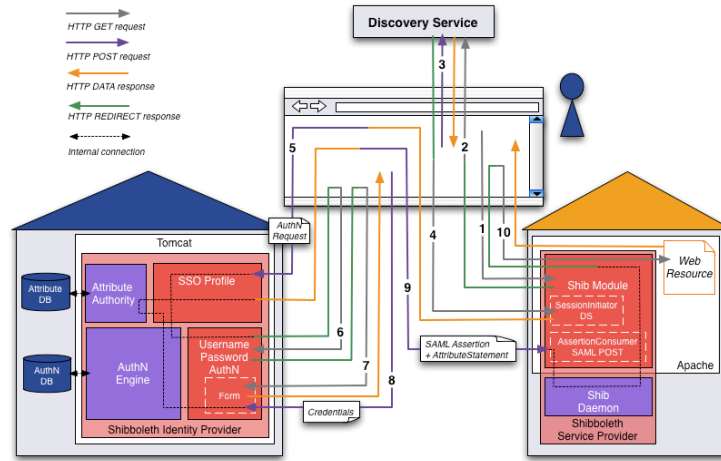 HTTP GET request
HTTP POST request
HTTP DATA response
HTTP REDIRECT response
Internal connection
Discovery Service
3
5
2
1
10
4
AuthN
Request
9
6
7
8
Tomcat
Attribute
DB
AuthN
DB
Attribute
Authority
SSO Profile
AuthN
Engine
Username
Password
AuthN
Form
Shibboleth Identity Provider
Credentials
SAML Assertion
+ AttributeStatement
Shib Module
SessionInitiator
DS
AssertionConsumer
SAML POST
Web
Resource
Apache
Shib
Daemon
Shibboleth
Service Provider